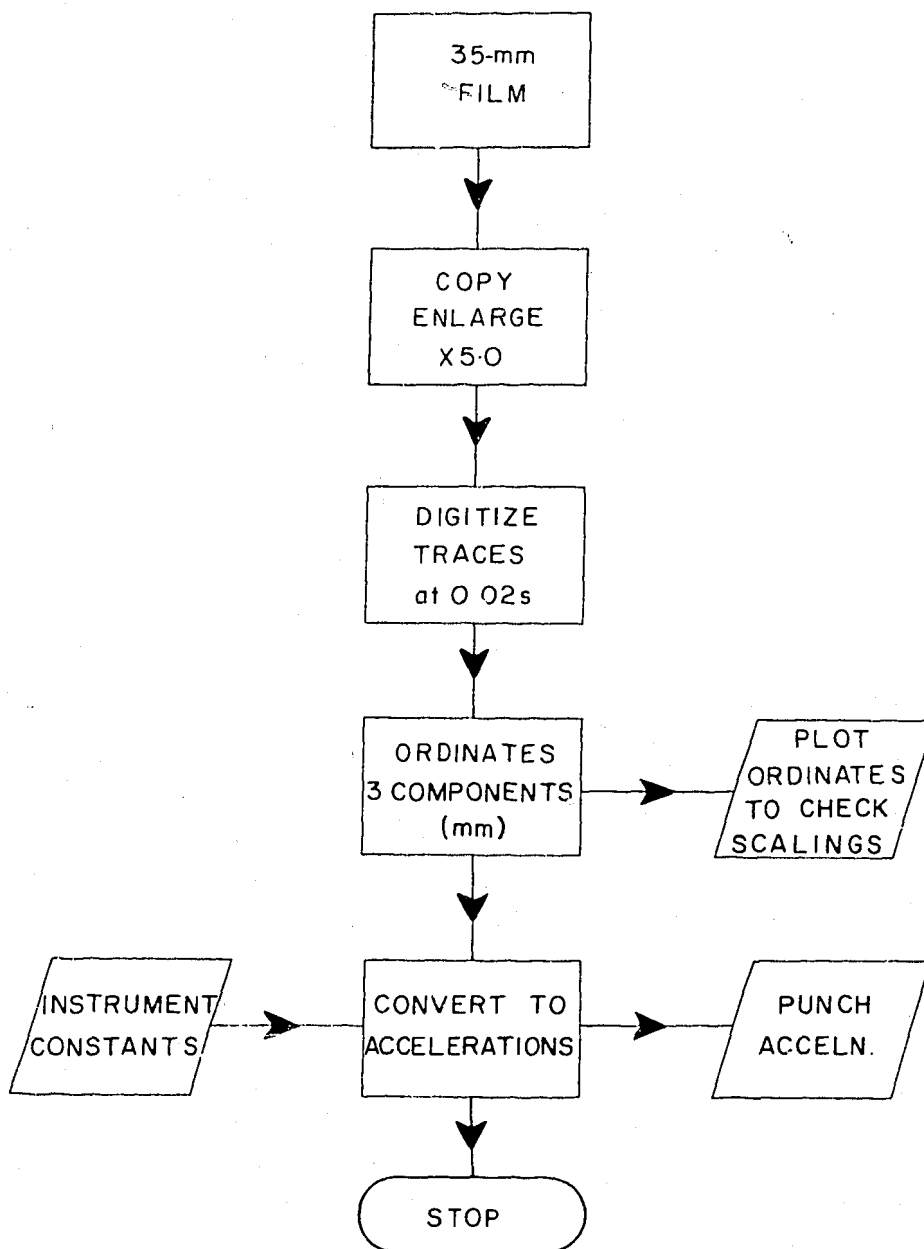 35-mm
FILM
COPY
ENLARGE
X5·0
DIGITIZE
TRACES
at 0 02s
ORDINATES
3 COMPONENTS
(mm)
PLOT
ORDINATES
TO CHECK
SCALINGS
INSTRUMENT
CONSTANTS
CONVERT TO
ACCELERATIONS
PUNCH
ACCELN.
STOP